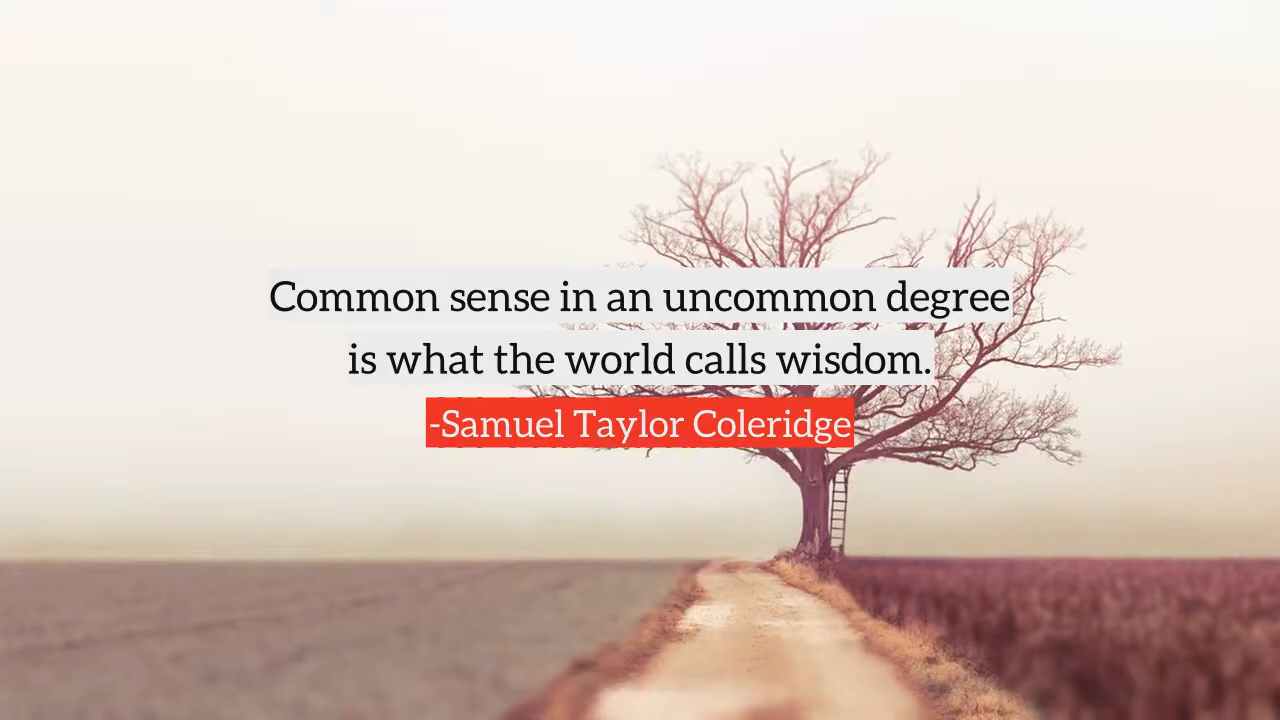 Common sense in an uncommon degree
is what the world calls wisdom.
-Samuel Taylor Coleridge